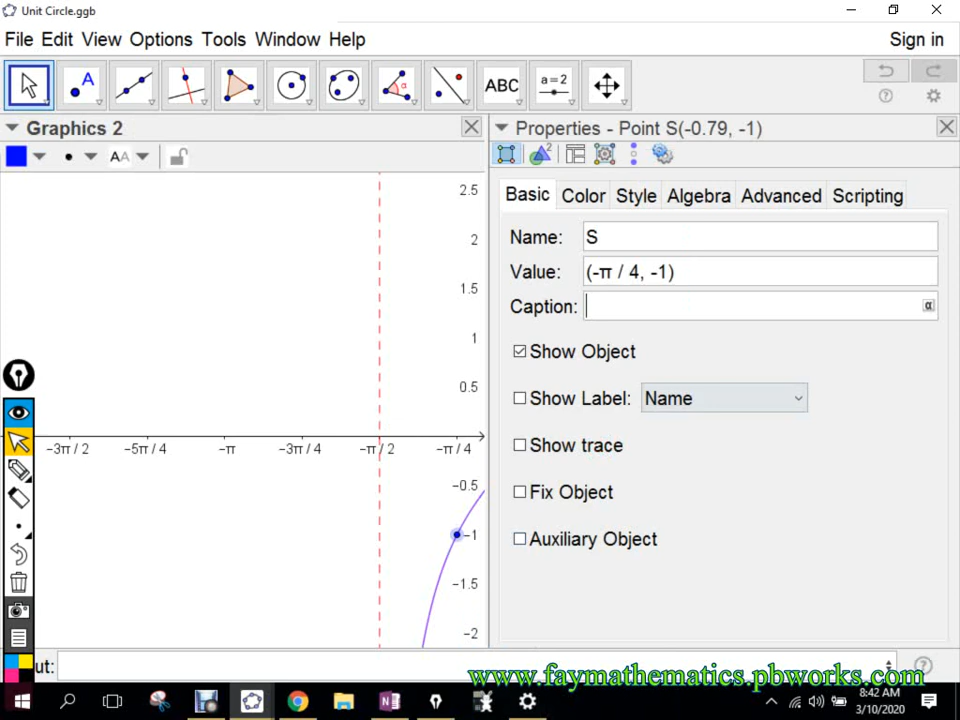 Unit Circle.ggb
File Edit View Options Tools Window Help Sign in
A
α
ABC
a=2
Graphics 2
Properties - Point S(-0.79, -1)
AA
2
Basic Color Style Algebra Advanced Scripting
Name: S
Value: (-π / 4, -1)
Caption: α
Show Object
Show Label: Name
Show trace
Fix Object
Auxiliary Object
2.5
2
1.5
1
0.5
−3π / 2 −5π / 4 −π −3π / 4 −π / 2 −π / 4
−0.5
−1
−1.5
−2
ut:
www.faymathematics.pbworks.com
8:42 AM
3/10/2020